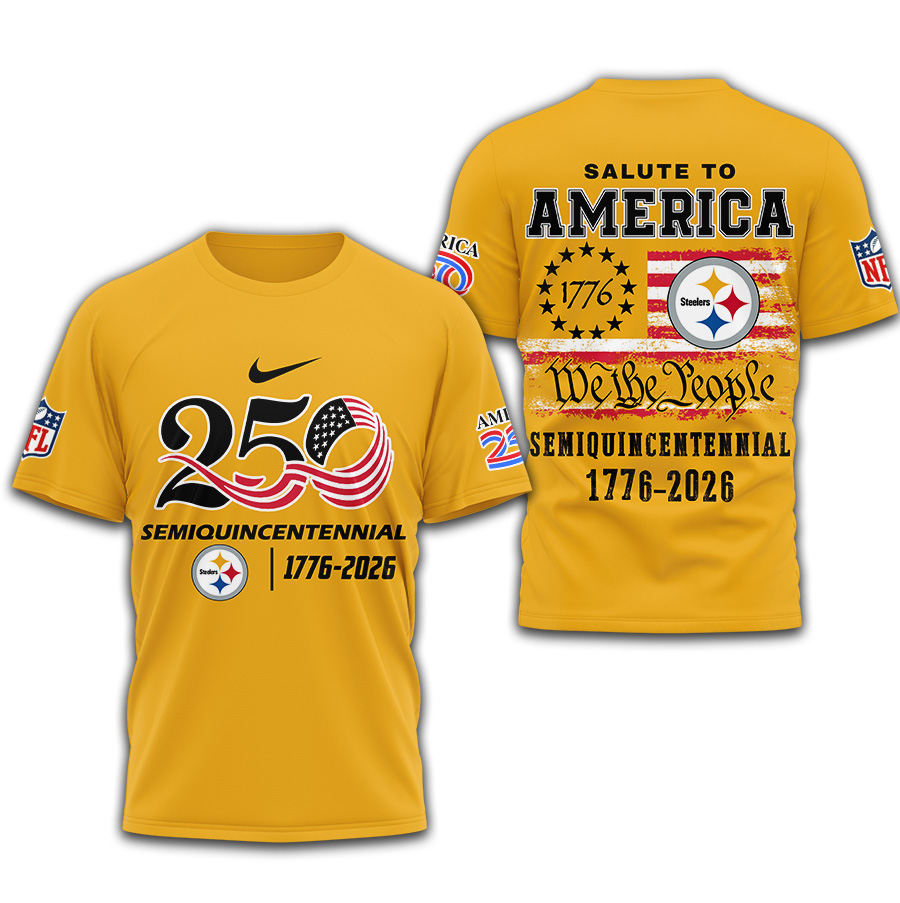 250
SEMIQUINCENTENNIAL
Steelers
1776-2026
NFL
SALUTE TO
AMERICA
1776
Steelers
We The People
SEMIQUINCENTENNIAL
1776-2026